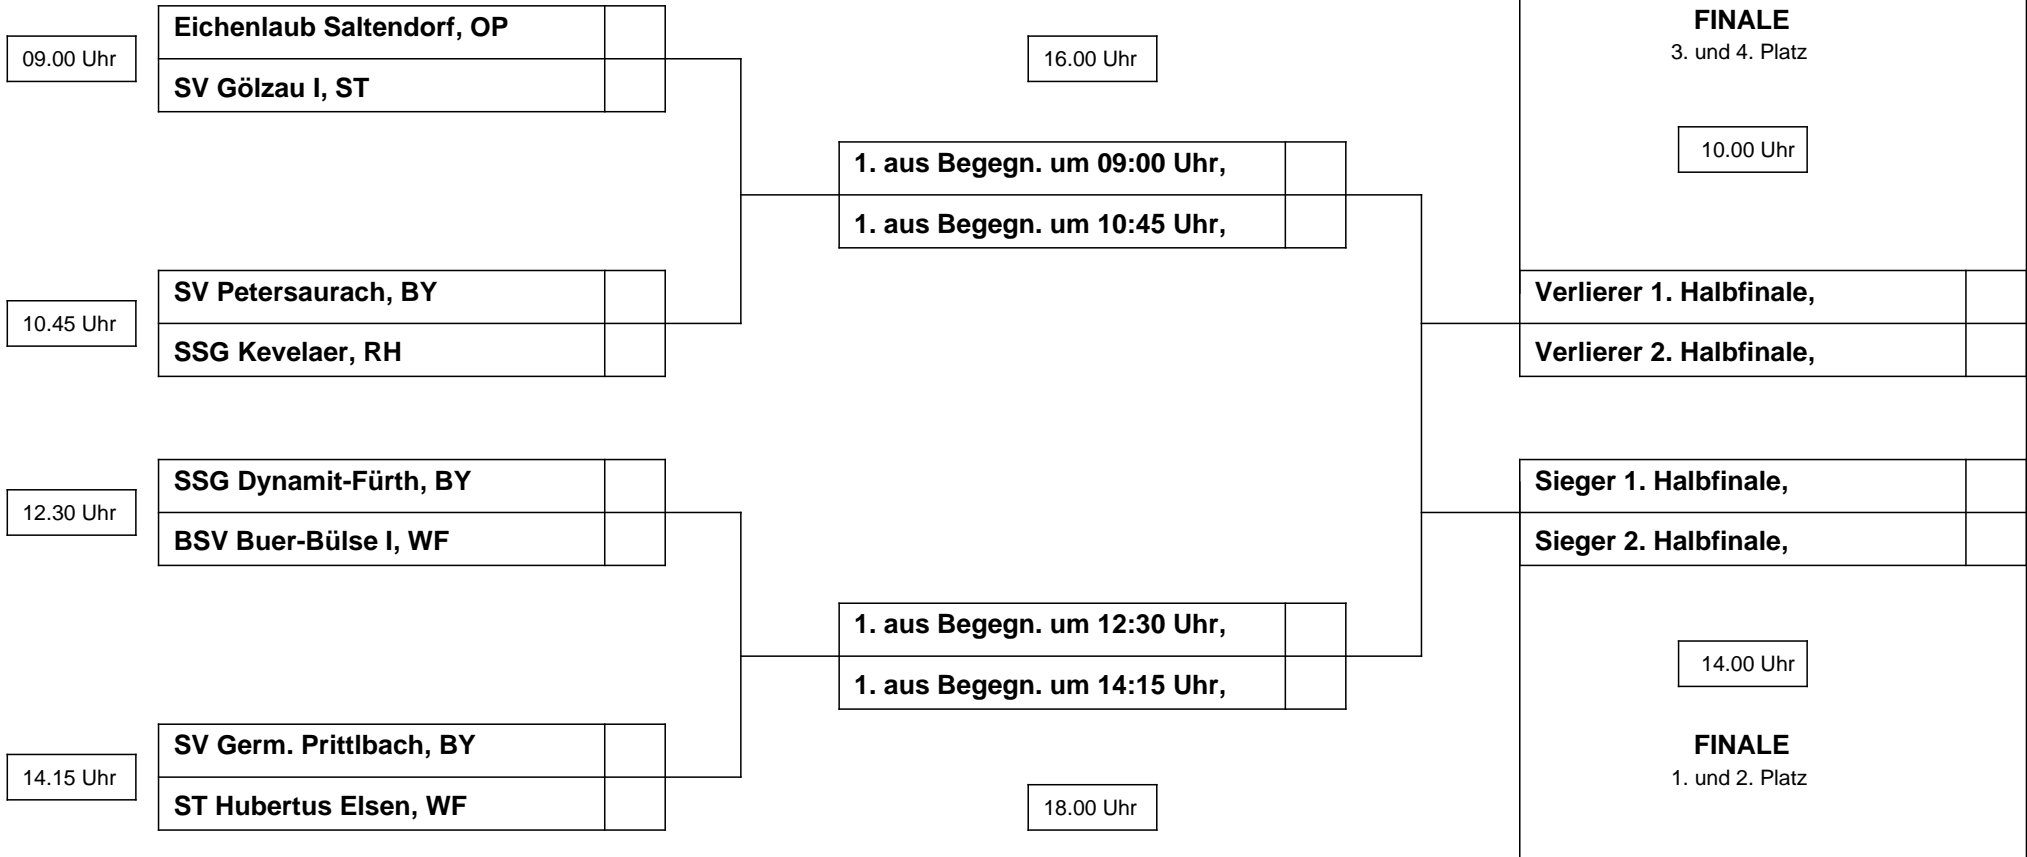 09.00 Uhr
Eichenlaub Saltendorf, OP
SV Gölzau I, ST
10.45 Uhr
SV Petersaurach, BY
SSG Kevelaer, RH
12.30 Uhr
SSG Dynamit-Fürth, BY
BSV Buer-Bülse I, WF
14.15 Uhr
SV Germ. Prittlbach, BY
ST Hubertus Elsen, WF
16.00 Uhr
1. aus Begegn. um 09:00 Uhr,
1. aus Begegn. um 10:45 Uhr,
1. aus Begegn. um 12:30 Uhr,
1. aus Begegn. um 14:15 Uhr,
18.00 Uhr
FINALE
3. und 4. Platz
10.00 Uhr
Verlierer 1. Halbfinale,
Verlierer 2. Halbfinale,
Sieger 1. Halbfinale,
Sieger 2. Halbfinale,
14.00 Uhr
FINALE
1. und 2. Platz